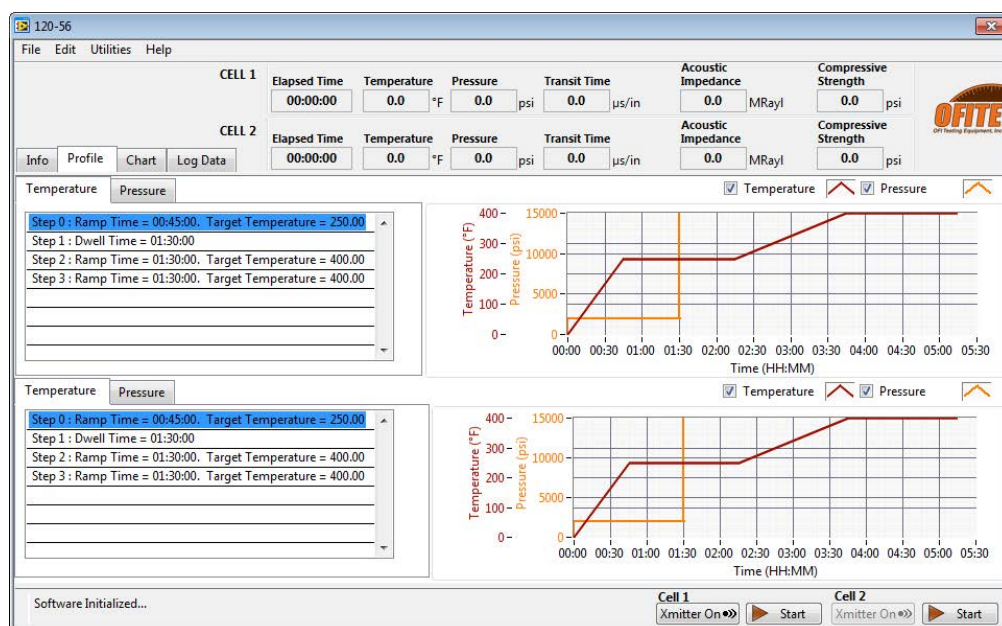 120-56
File Edit Utilities Help
CELL 1
Elapsed Time Temperature Pressure Transit Time Acoustic Impedance Compressive Strength
00:00:00 0.0 °F 0.0 psi 0.0 µs/in 0.0 MRayl 0.0 psi
OFITE
OFI Testing Equipment, Inc.
CELL 2
Elapsed Time Temperature Pressure Transit Time Acoustic Impedance Compressive Strength
00:00:00 0.0 °F 0.0 psi 0.0 µs/in 0.0 MRayl 0.0 psi
Info Profile Chart Log Data
Temperature Pressure
Step 0 : Ramp Time = 00:45:00. Target Temperature = 250.00
Step 1 : Dwell Time = 01:30:00
Step 2 : Ramp Time = 01:30:00. Target Temperature = 400.00
Step 3 : Ramp Time = 01:30:00. Target Temperature = 400.00
Temperature Pressure
Temperature (°F)
400
300
200
100
0
Pressure (psi)
15000
10000
5000
0
00:00 00:30 01:00 01:30 02:00 02:30 03:00 03:30 04:00 04:30 05:00 05:30
Time (HH:MM)
Temperature Pressure
Step 0 : Ramp Time = 00:45:00. Target Temperature = 250.00
Step 1 : Dwell Time = 01:30:00
Step 2 : Ramp Time = 01:30:00. Target Temperature = 400.00
Step 3 : Ramp Time = 01:30:00. Target Temperature = 400.00
Temperature Pressure
Temperature (°F)
400
300
200
100
0
Pressure (psi)
15000
10000
5000
0
00:00 00:30 01:00 01:30 02:00 02:30 03:00 03:30 04:00 04:30 05:00 05:30
Time (HH:MM)
Software Initialized...
Cell 1
Xmitter On Start
Cell 2
Xmitter On Start